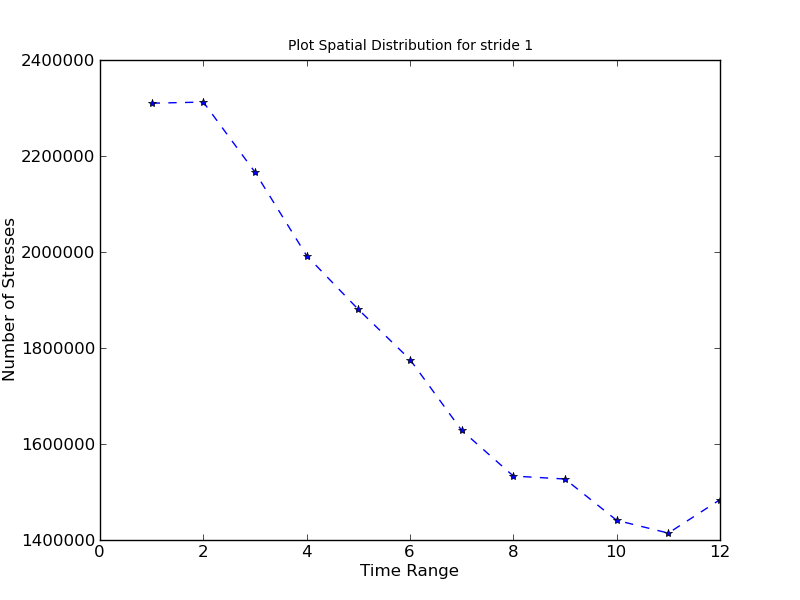 Plot Spatial Distribution for stride 1
2400000
2200000
2000000
1800000
1600000
1400000
Number of Stresses
0 2 4 6 8 10 12
Time Range